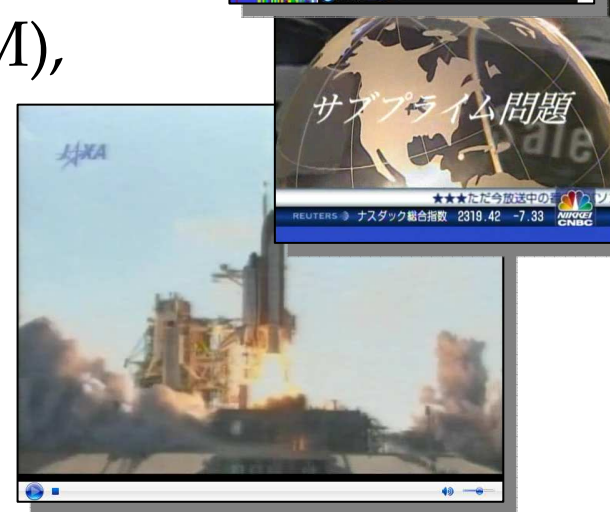 M),
サブプライム問題
Sale
★★★ただ今放送中の
REUTERS ナスダック総合指数 2319.42 -7.33 NIKKEI CNBC
JAXA